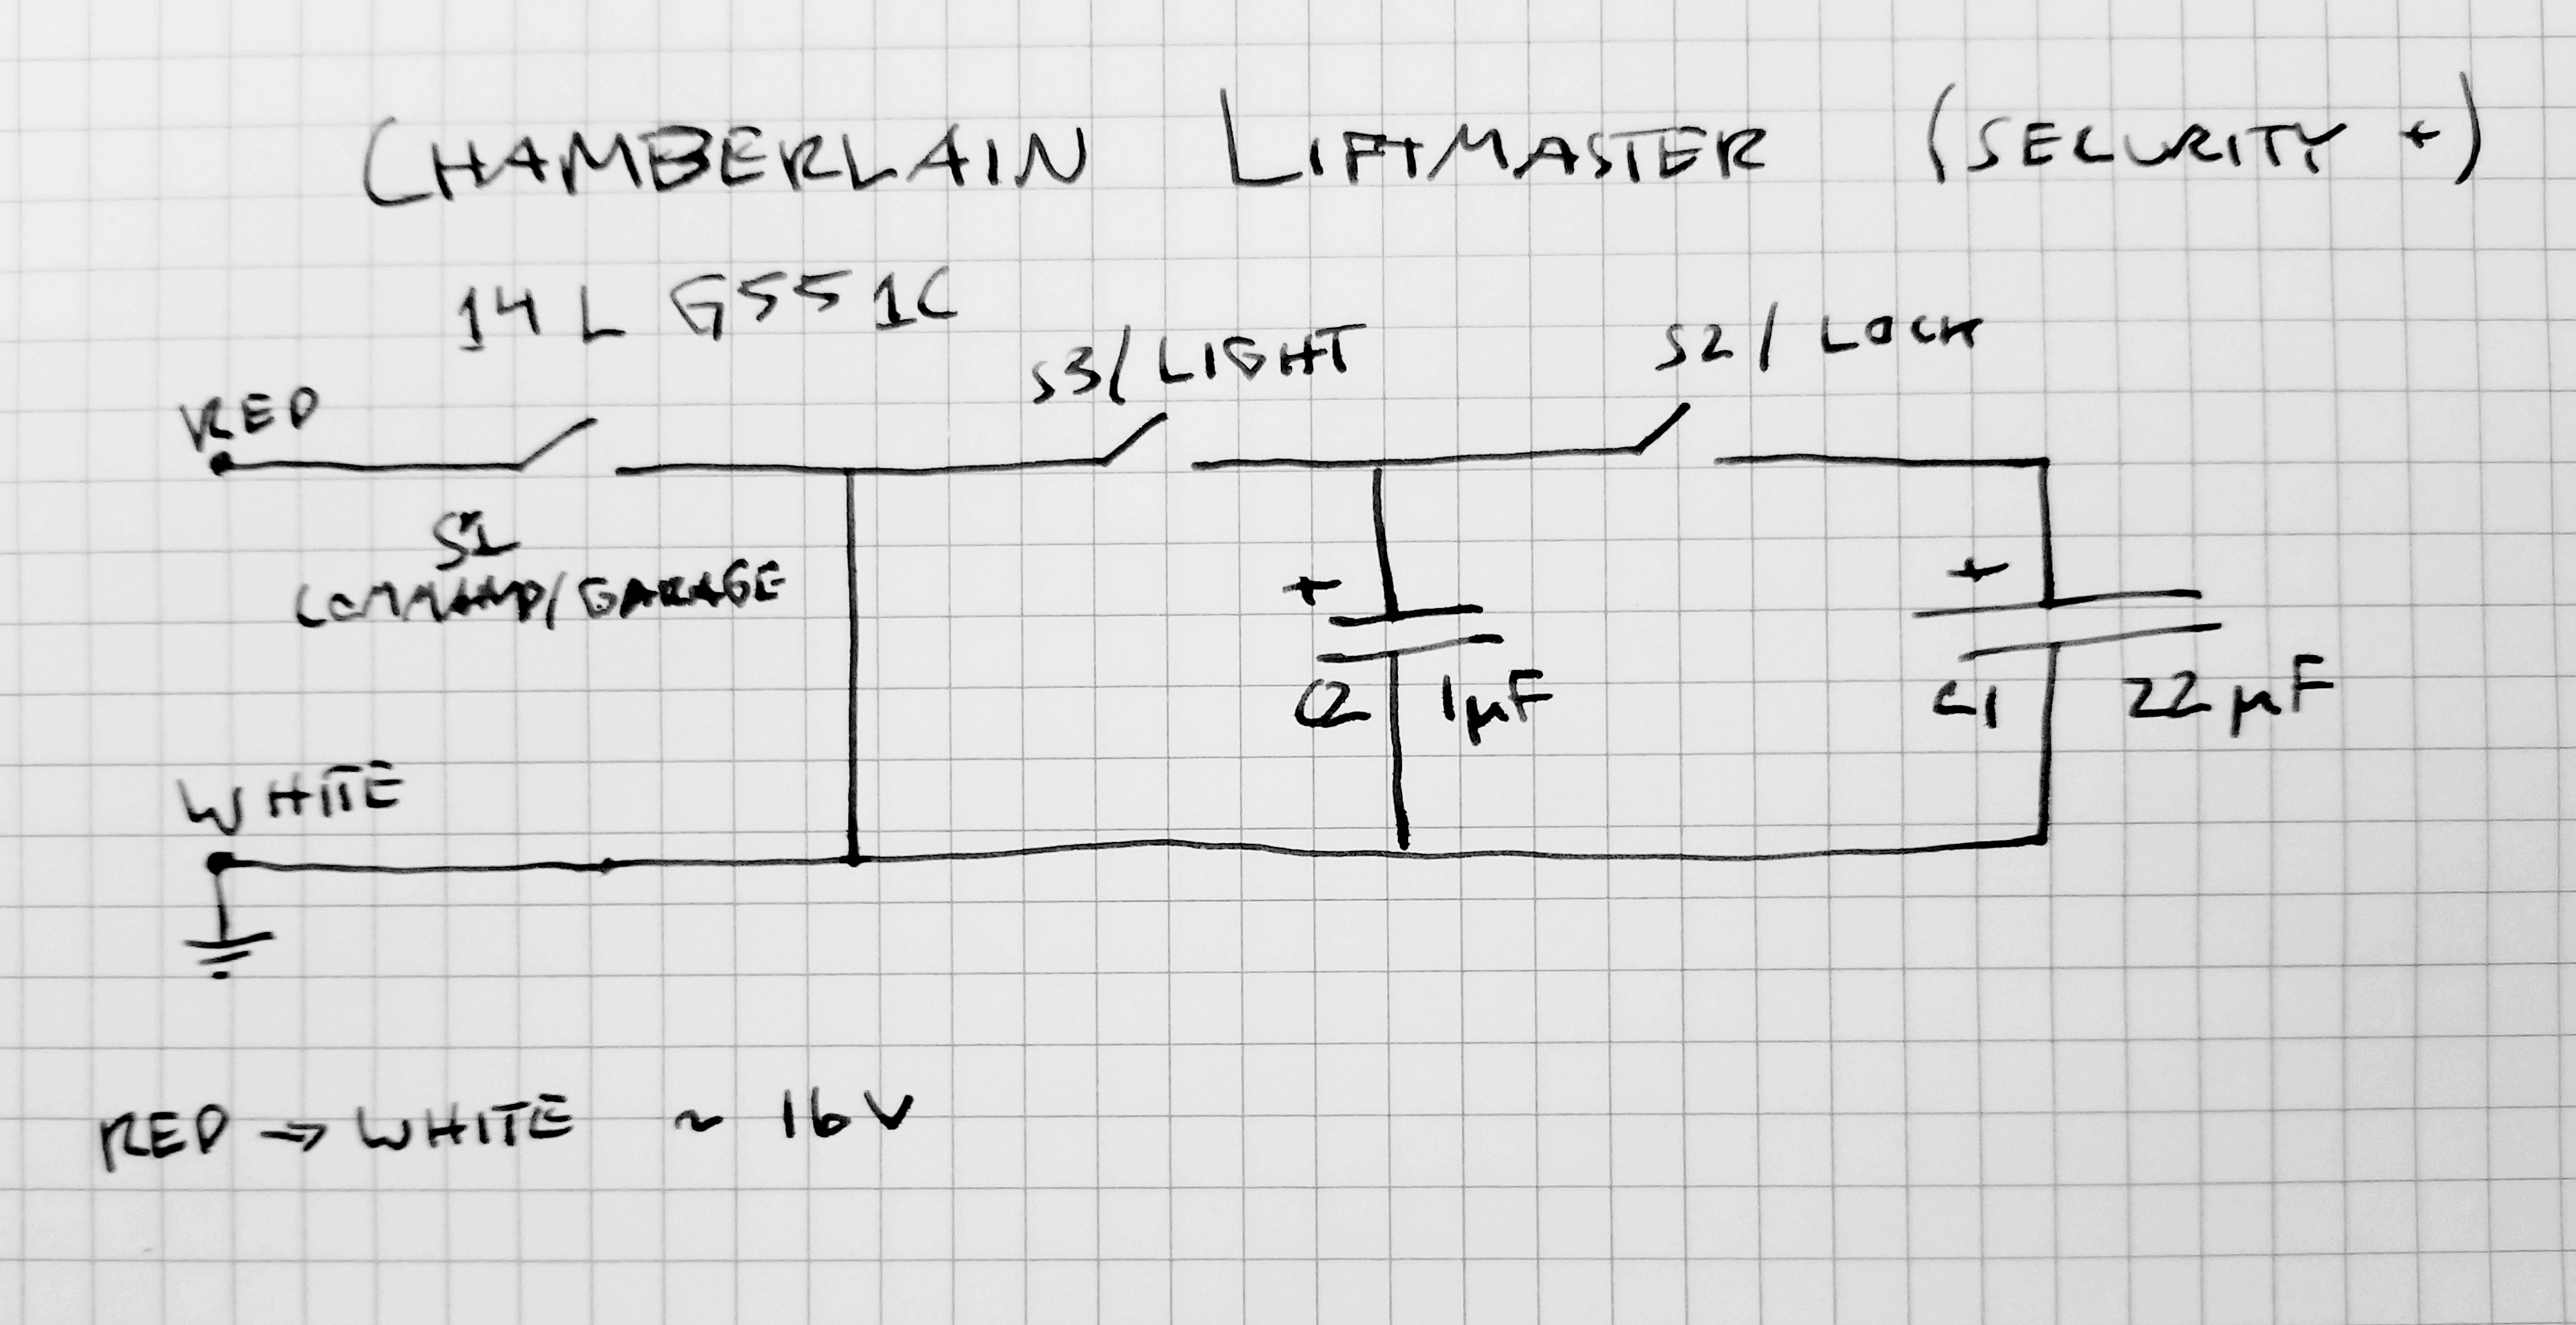 CHAMBERLAIN LIFTMASTER (SECURITY +)
14L G551C
S3/LIGHT
S2/LOCK
RED
S1
COMMAND/GARAGE
+
+
C2 1µF
C1 22µF
WHITE
RED → WHITE ~ 16V